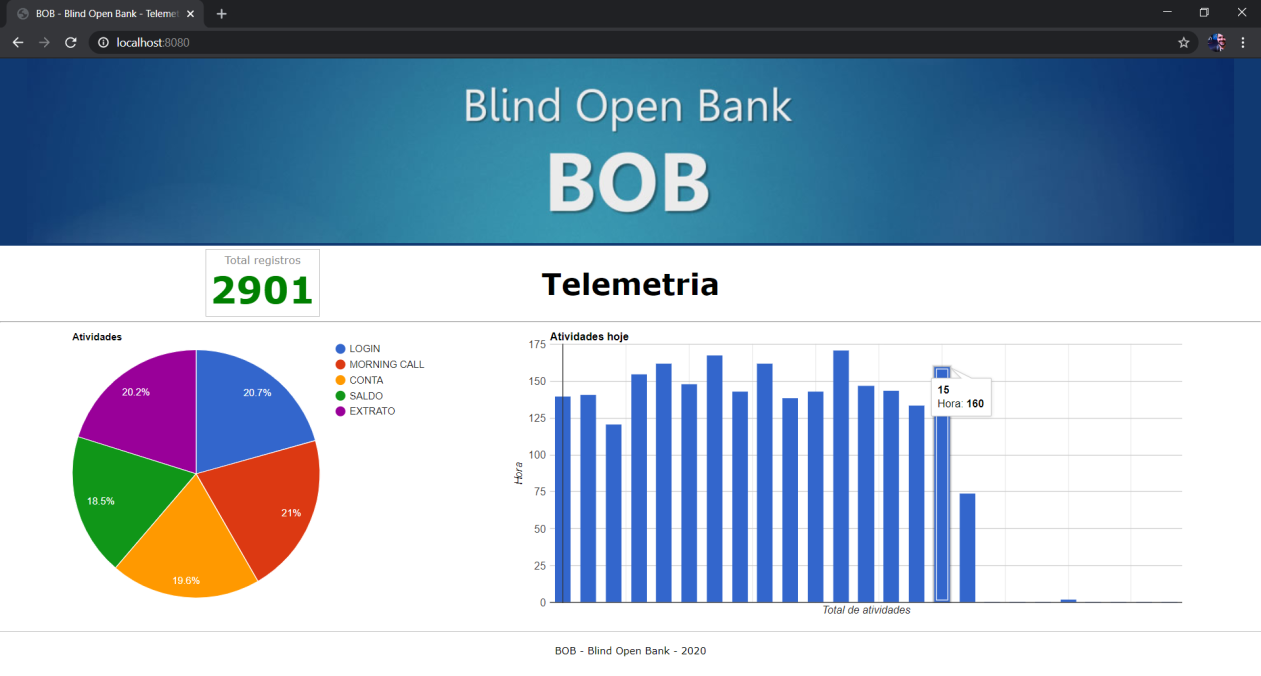 BOB - Blind Open Bank - Telemet
localhost:8080
Blind Open Bank
BOB
Total registros
2901
Telemetria
Atividades
20.7%
21%
19.6%
18.5%
20.2%
LOGIN
MORNING CALL
CONTA
SALDO
EXTRATO
Atividades hoje
175
150
125
100
75
50
25
0
Hora
15
Hora: 160
Total de atividades
BOB - Blind Open Bank - 2020